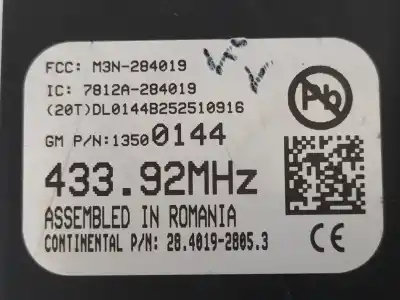 FCC: M3N-284019
IC: 7812A-284019
(20T)DL0144B252510916
GM P/N:13500144
433.92MHz
ASSEMBLED IN ROMANIA
CONTINENTAL P/N: 28.4019-2805.3
Pb
CE